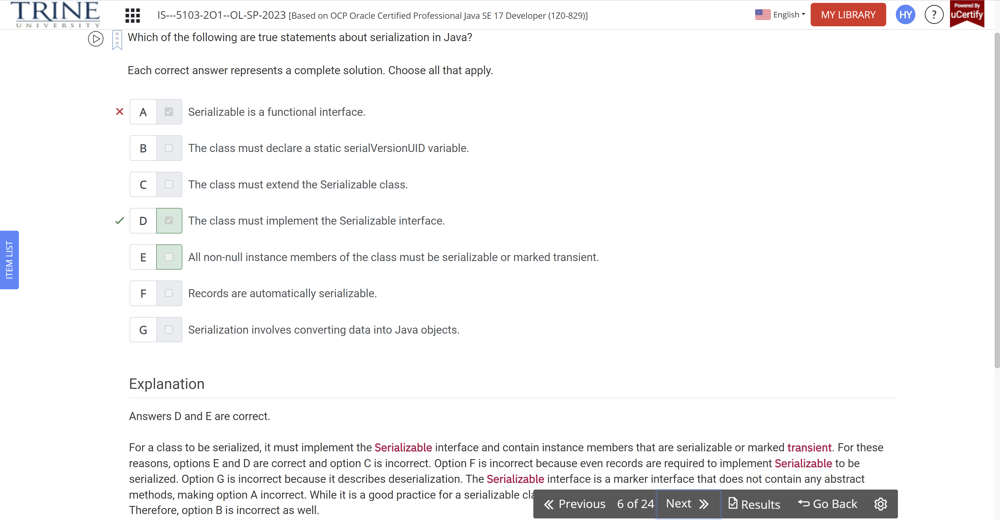 TRINE
UNIVERSITY
IS---5103-2O1--OL-SP-2023 [Based on OCP Oracle Certified Professional Java SE 17 Developer (1Z0-829)]
English
MY LIBRARY
HY
?
Powered By
uCertify
Which of the following are true statements about serialization in Java?
Each correct answer represents a complete solution. Choose all that apply.
A Serializable is a functional interface.
B The class must declare a static serialVersionUID variable.
C The class must extend the Serializable class.
D The class must implement the Serializable interface.
E All non-null instance members of the class must be serializable or marked transient.
F Records are automatically serializable.
G Serialization involves converting data into Java objects.
ITEM LIST
Explanation
Answers D and E are correct.
For a class to be serialized, it must implement the Serializable interface and contain instance members that are serializable or marked transient. For these
reasons, options E and D are correct and option C is incorrect. Option F is incorrect because even records are required to implement Serializable to be
serialized. Option G is incorrect because it describes deserialization. The Serializable interface is a marker interface that does not contain any abstract
methods, making option A incorrect. While it is a good practice for a serializable
Therefore, option B is incorrect as well.
Previous 6 of 24 Next Results Go Back